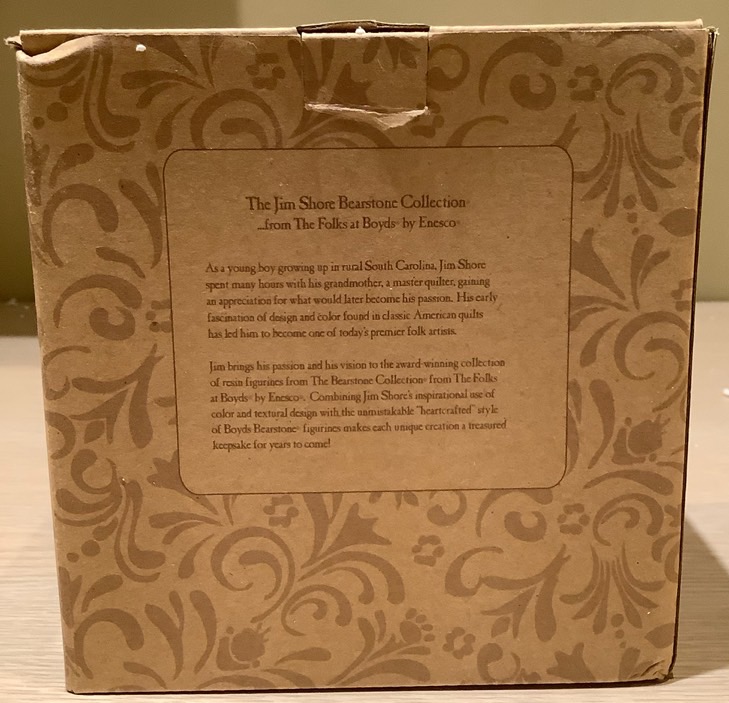 The Jim Shore Bearstone Collection®
...from The Folks at Boyds® by Enesco®
As a young boy growing up in rural South Carolina, Jim Shore
spent many hours with his grandmother, a master quilter, gaining
an appreciation for what would later become his passion. His early
fascination of design and color found in classic American quilts
has led him to become one of today's premier folk artists.
Jim brings his passion and his vision to the award-winning collection
of resin figurines from The Bearstone Collection® from The Folks
at Boyds® by Enesco®. Combining Jim Shore's inspirational use of
color and textural design with the unmistakable "heartcrafted" style
of Boyds Bearstone® figurines makes each unique creation a treasured
keepsake for years to come!